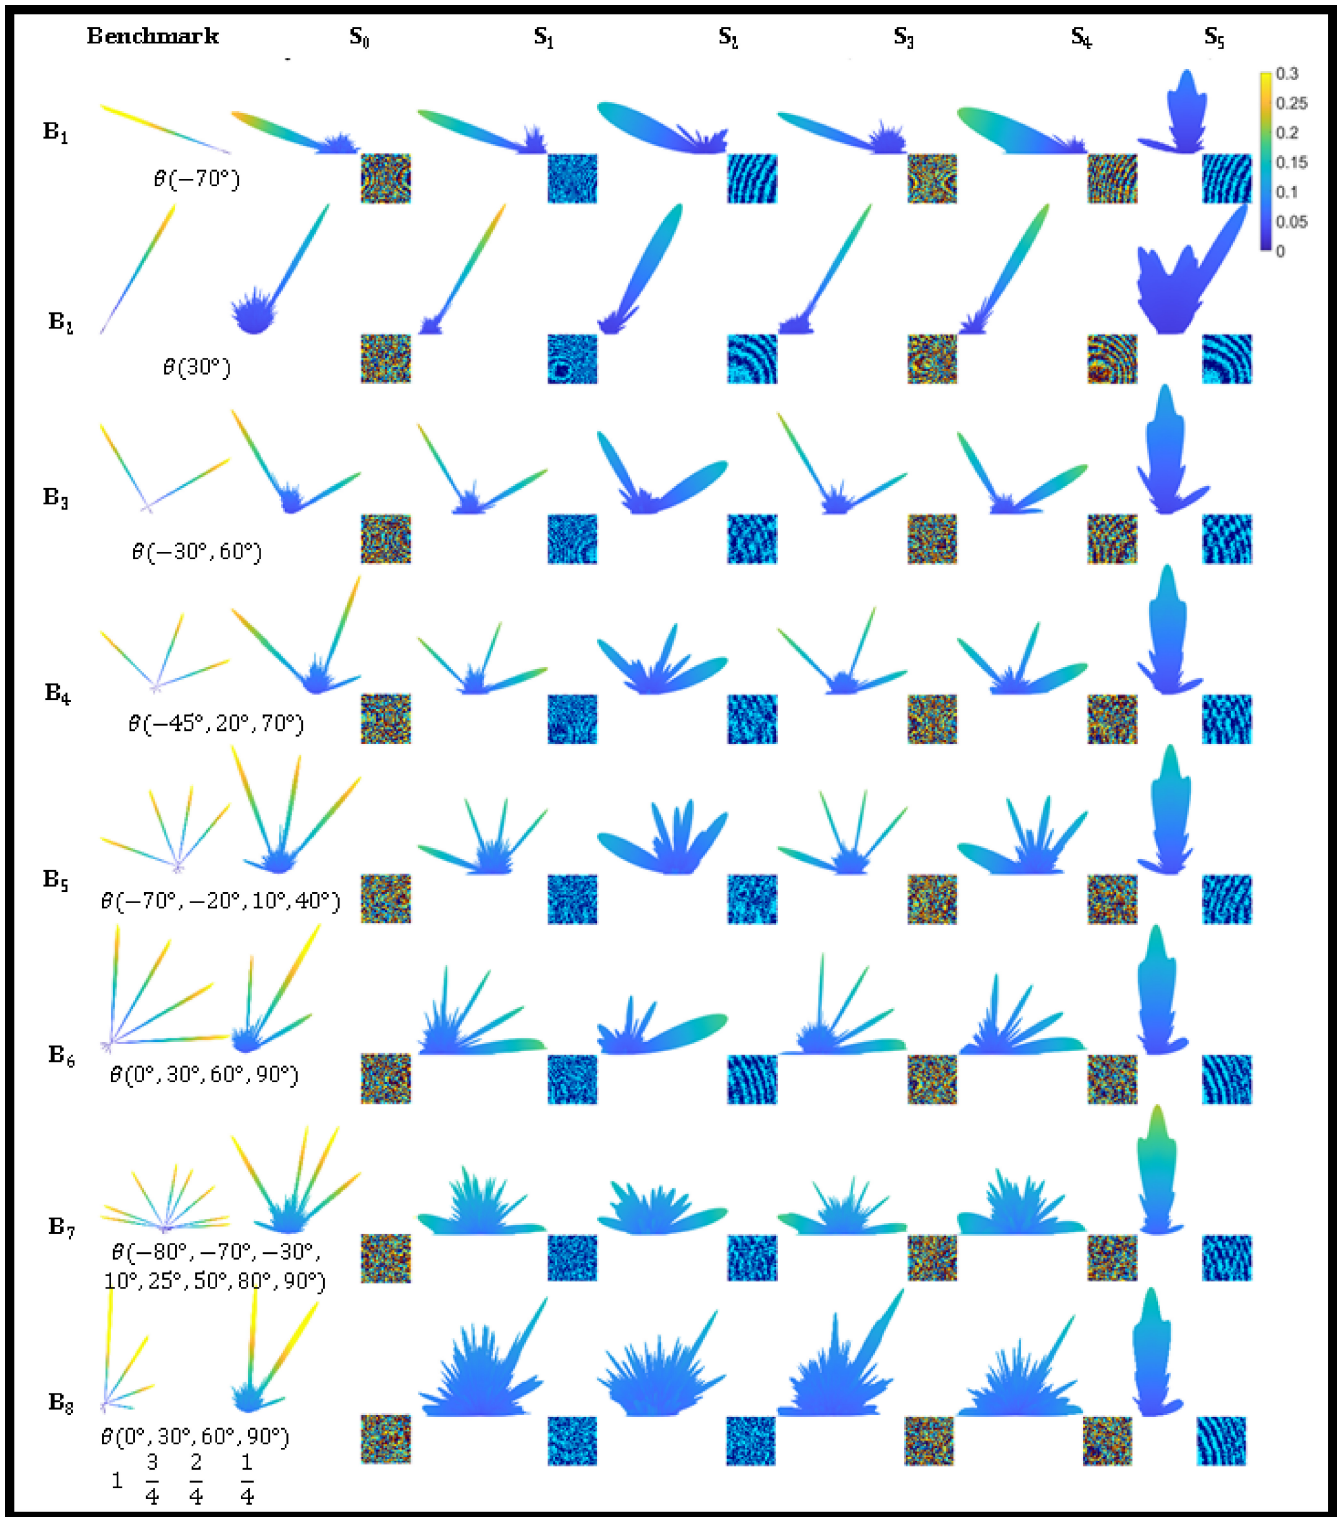 Benchmark S₀ S₁ S₂ S₃ S₄ S₅
0.3
0.25
0.2
0.15
0.1
0.05
0
B₁
θ(−70°)
B₂
θ(30°)
B₃
θ(−30°, 60°)
B₄
θ(−45°, 20°, 70°)
B₅
θ(−70°, −20°, 10°, 40°)
B₆
θ(0°, 30°, 60°, 90°)
B₇
θ(−80°, −70°, −30°,
10°, 25°, 50°, 80°, 90°)
B₈
θ(0°, 30°, 60°, 90°)
1 3/4 2/4 1/4